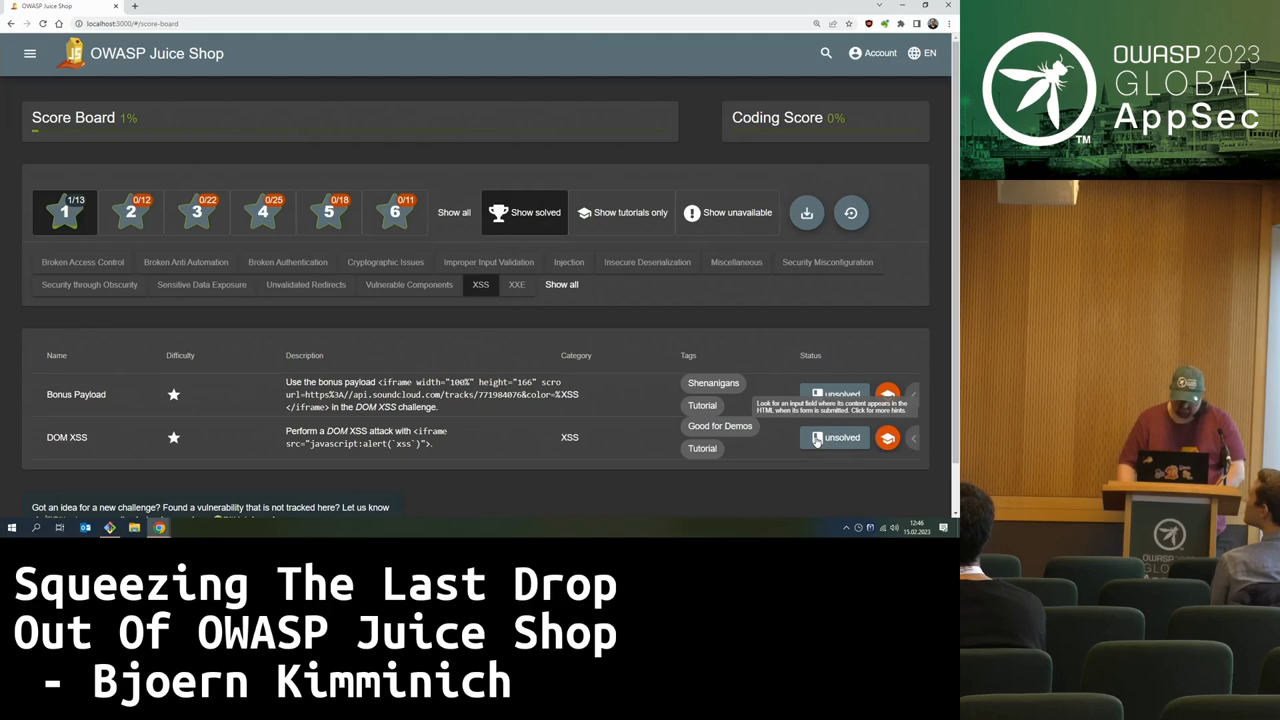 OWASP Juice Shop
localhost:3000/#/score-board
OWASP Juice Shop
Account
EN
Score Board 1%
Coding Score 0%
1/13
0/12
0/22
0/25
0/18
0/11
1
2
3
4
5
6
Show all
Show solved
Show tutorials only
Show unavailable
Broken Access Control
Broken Anti Automation
Broken Authentication
Cryptographic Issues
Improper Input Validation
Injection
Insecure Deserialization
Miscellaneous
Security Misconfiguration
Security through Obscurity
Sensitive Data Exposure
Unvalidated Redirects
Vulnerable Components
XSS
XXE
Show all
Name
Difficulty
Description
Category
Tags
Status
Bonus Payload
Use the bonus payload <iframe width="100%" height="166" scro
url=https%3A//api.soundcloud.com/tracks/771984076&color=%
</iframe> in the DOM XSS challenge.
XSS
Shenanigans
Tutorial
unsolved
Look for an input field where its content appears in the
HTML when its form is submitted. Click for more hints.
DOM XSS
Perform a DOM XSS attack with <iframe
src="javascript:alert(`xss`)">.
XSS
Good for Demos
Tutorial
unsolved
Got an idea for a new challenge? Found a vulnerability that is not tracked here? Let us know
12:46
15.02.2023
OWASP 2023
GLOBAL
AppSec
TM
OWASP
Squeezing The Last Drop
Out Of OWASP Juice Shop
- Bjoern Kimminich